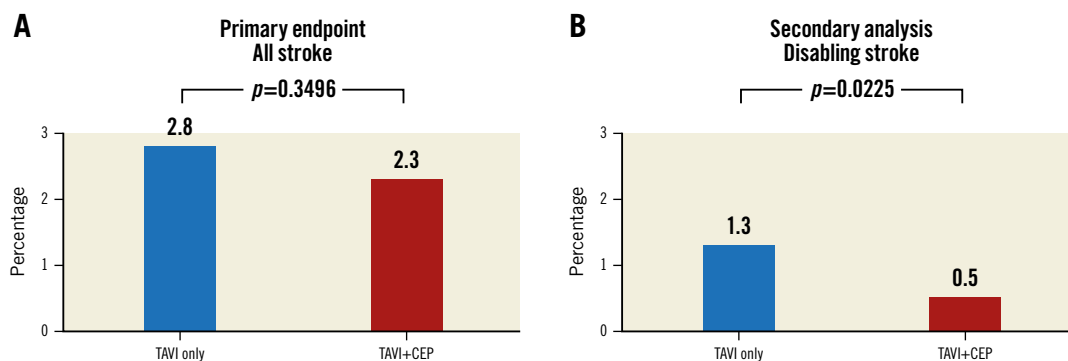 A
Primary endpoint
All stroke
p=0.3496
3
2
1
0
Percentage
2.8
2.3
TAVI only
TAVI+CEP
B
Secondary analysis
Disabling stroke
p=0.0225
3
2
1
0
Percentage
1.3
0.5
TAVI only
TAVI+CEP